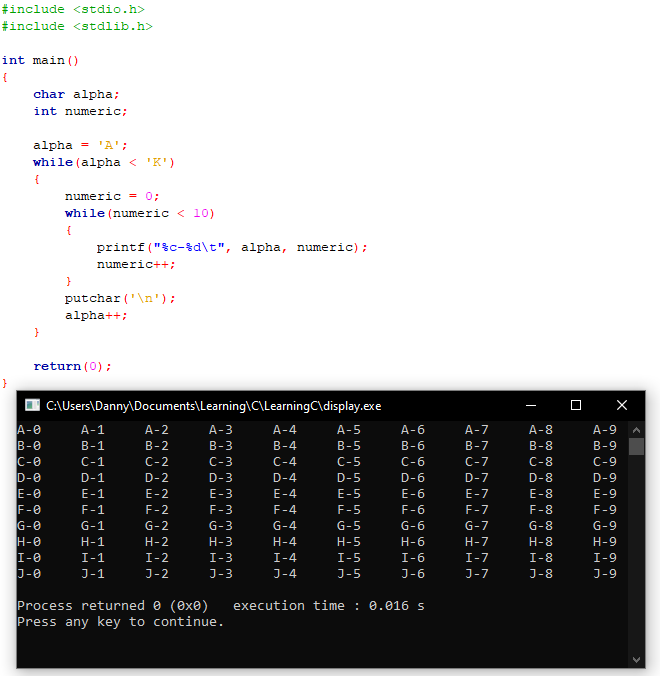 #include <stdio.h>
#include <stdlib.h>

int main()
{
    char alpha;
    int numeric;

    alpha = 'A';
    while(alpha < 'K')
    {
        numeric = 0;
        while(numeric < 10)
        {
            printf("%c-%d\t", alpha, numeric);
            numeric++;
        }
        putchar('\n');
        alpha++;
    }

    return(0);
}
C:\Users\Danny\Documents\Learning\C\LearningC\display.exe
A-0 A-1 A-2 A-3 A-4 A-5 A-6 A-7 A-8 A-9
B-0 B-1 B-2 B-3 B-4 B-5 B-6 B-7 B-8 B-9
C-0 C-1 C-2 C-3 C-4 C-5 C-6 C-7 C-8 C-9
D-0 D-1 D-2 D-3 D-4 D-5 D-6 D-7 D-8 D-9
E-0 E-1 E-2 E-3 E-4 E-5 E-6 E-7 E-8 E-9
F-0 F-1 F-2 F-3 F-4 F-5 F-6 F-7 F-8 F-9
G-0 G-1 G-2 G-3 G-4 G-5 G-6 G-7 G-8 G-9
H-0 H-1 H-2 H-3 H-4 H-5 H-6 H-7 H-8 H-9
I-0 I-1 I-2 I-3 I-4 I-5 I-6 I-7 I-8 I-9
J-0 J-1 J-2 J-3 J-4 J-5 J-6 J-7 J-8 J-9

Process returned 0 (0x0)   execution time : 0.016 s
Press any key to continue.